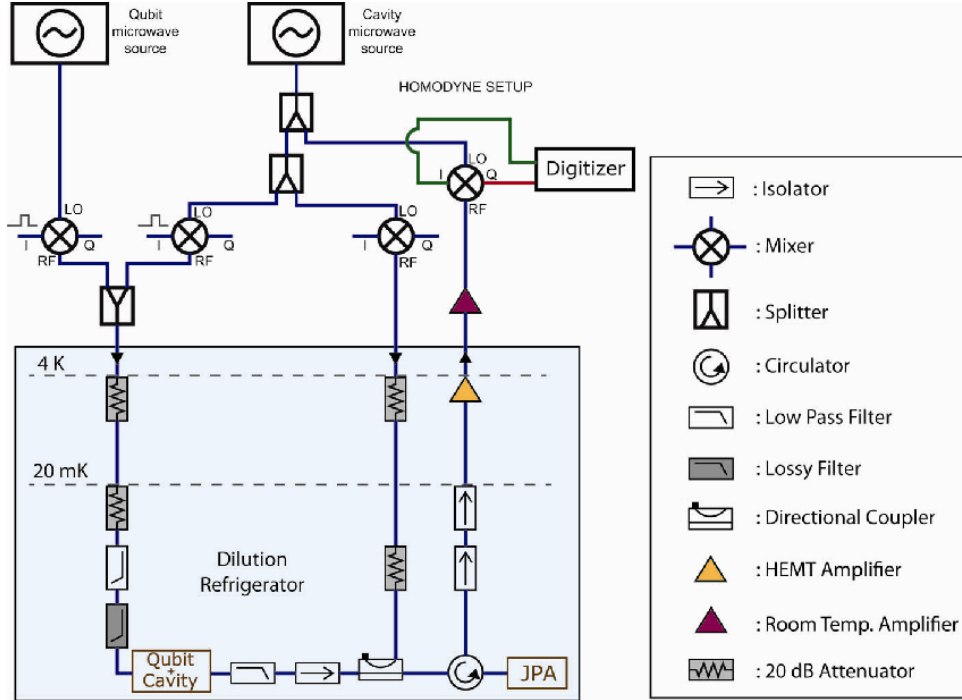 Qubit
microwave
source
Cavity
microwave
source
HOMODYNE SETUP
LO
I
Q
RF
Digitizer
LO
I
Q
RF
LO
I
Q
RF
LO
I
Q
RF
4 K
20 mK
Dilution
Refrigerator
Qubit
+
Cavity
JPA
: Isolator
: Mixer
: Splitter
: Circulator
: Low Pass Filter
: Lossy Filter
: Directional Coupler
: HEMT Amplifier
: Room Temp. Amplifier
: 20 dB Attenuator